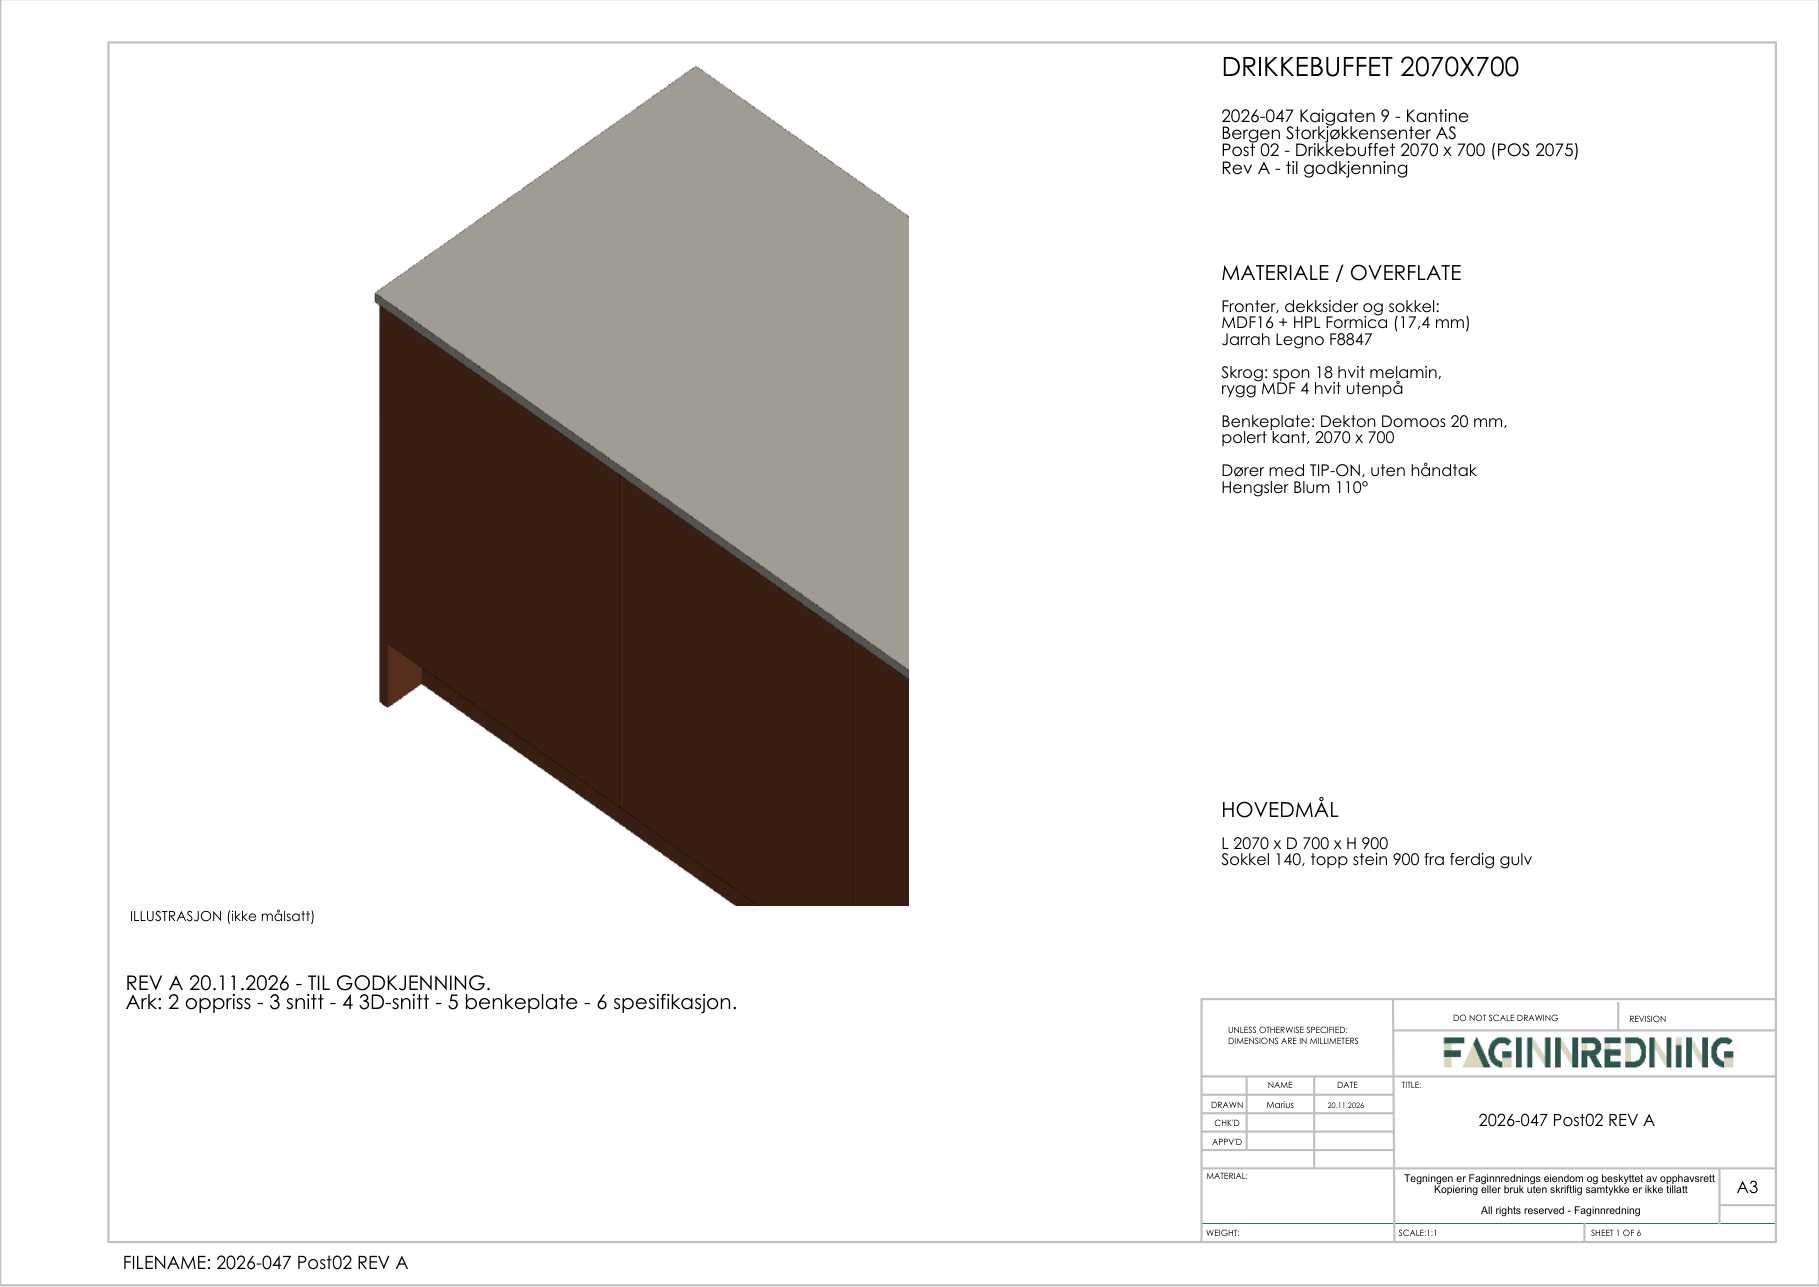 DRIKKEBUFFET 2070X700
2026-047 Kaigaten 9 - Kantine
Bergen Storkjøkkensenter AS
Post 02 - Drikkebuffet 2070 x 700 (POS 2075)
Rev A - til godkjenning
MATERIALE / OVERFLATE
Fronter, dekksider og sokkel:
MDF16 + HPL Formica (17,4 mm)
Jarrah Legno F8847
Skrog: spon 18 hvit melamin,
rygg MDF 4 hvit utenpå
Benkeplate: Dekton Domoos 20 mm,
polert kant, 2070 x 700
Dører med TIP-ON, uten håndtak
Hengsler Blum 110°
HOVEDMÅL
L 2070 x D 700 x H 900
Sokkel 140, topp stein 900 fra ferdig gulv
ILLUSTRASJON (ikke målsatt)
REV A 20.11.2026 - TIL GODKJENNING.
Ark: 2 oppriss - 3 snitt - 4 3D-snitt - 5 benkeplate - 6 spesifikasjon.
UNLESS OTHERWISE SPECIFIED:
DIMENSIONS ARE IN MILLIMETERS
DO NOT SCALE DRAWING
REVISION
FAGINNREDNING
NAME
DATE
DRAWN
Marius
20.11.2026
CHK'D
APPV'D
TITLE:
2026-047 Post02 REV A
MATERIAL:
Tegningen er Faginnrednings eiendom og beskyttet av opphavsrett
Kopiering eller bruk uten skriftlig samtykke er ikke tillatt
All rights reserved - Faginnredning
A3
WEIGHT:
SCALE:1:1
SHEET 1 OF 6
FILENAME: 2026-047 Post02 REV A